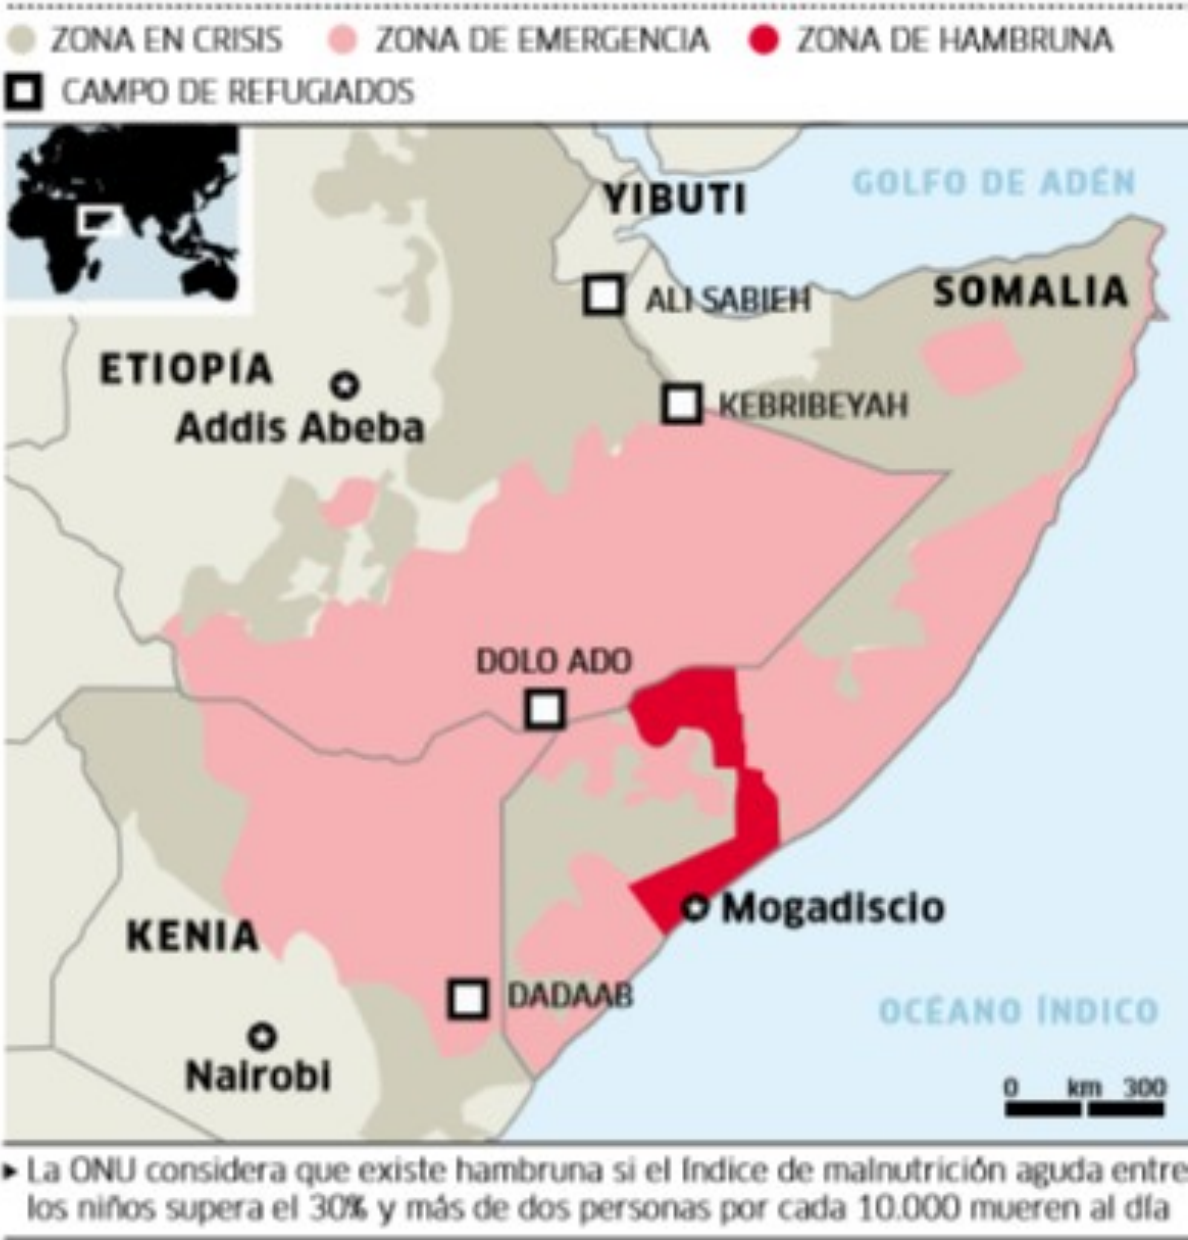 ZONA EN CRISIS ZONA DE EMERGENCIA ZONA DE HAMBRUNA
CAMPO DE REFUGIADOS
GOLFO DE ADÉN
YIBUTI
ALI SABIEH
SOMALIA
ETIOPÍA
Addis Abeba
KEBRIBEYAH
DOLO ADO
Mogadiscio
KENIA
DADAAB
OCÉANO ÍNDICO
Nairobi
0 km 300
La ONU considera que existe hambruna si el índice de malnutrición aguda entre
los niños supera el 30% y más de dos personas por cada 10.000 mueren al día